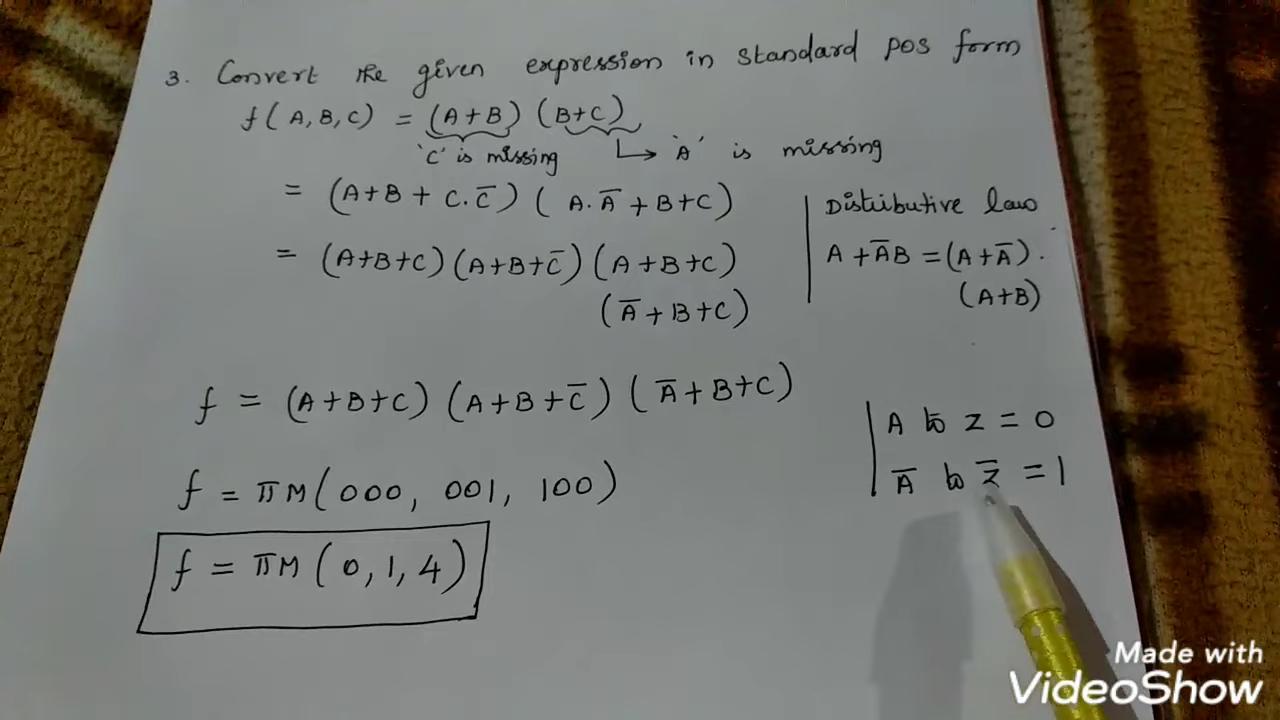 3. Convert the given expression in standard pos form
f(A,B,C) = (A+B) (B+C)
'C' is missing → 'A' is missing
= (A+B + C.C̅) (A.A̅ + B+C)
= (A+B+C) (A+B+C̅) (A+B+C)
(A̅+B+C)
Distributive law
A + A̅B = (A+A̅).
(A+B)
f = (A+B+C) (A+B+C̅) (A̅+B+C)
A to Z = 0
A̅ to Z̅ = 1
f = πM(000, 001, 100)
f = πM(0,1,4)
Made with
VideoShow